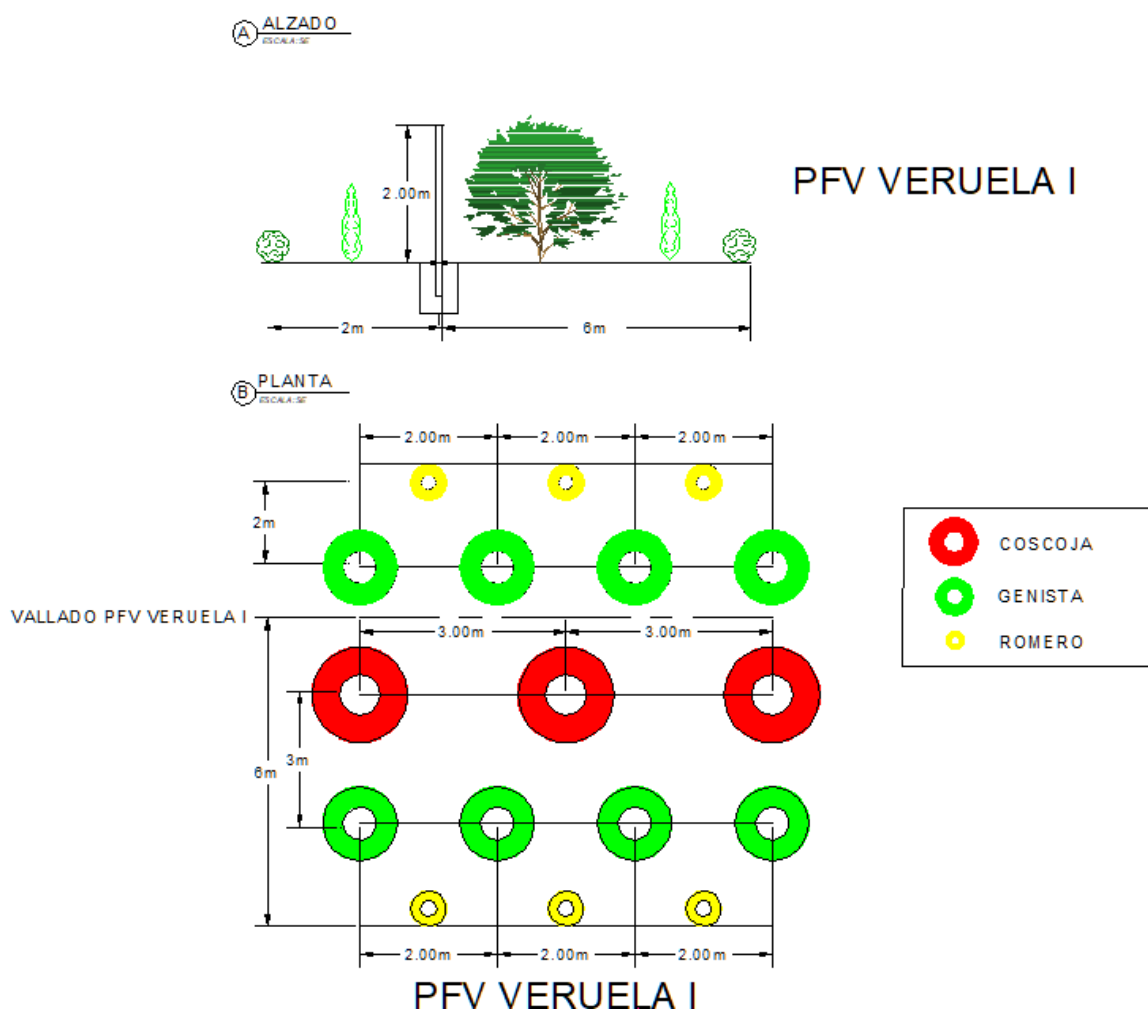 A ALZADO
ESCALA:SE
PFV VERUELA I
2.00m
2m
6m
B PLANTA
ESCALA:SE
2.00m 2.00m 2.00m
2m
VALLADO PFV VERUELA I
3.00m 3.00m
3m
6m
2.00m 2.00m 2.00m
COSCOJA
GENISTA
ROMERO
PFV VERUELA I